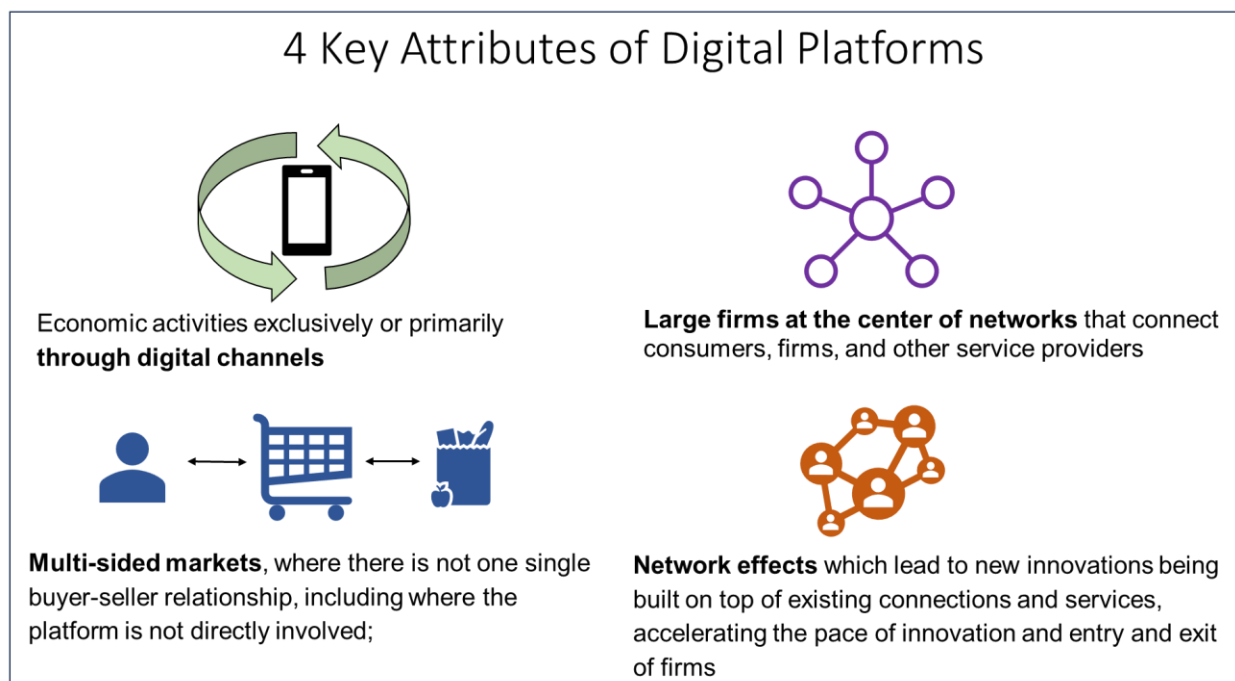 4 Key Attributes of Digital Platforms
Economic activities exclusively or primarily
through digital channels
Large firms at the center of networks that connect
consumers, firms, and other service providers
Multi-sided markets, where there is not one single
buyer-seller relationship, including where the
platform is not directly involved;
Network effects which lead to new innovations being
built on top of existing connections and services,
accelerating the pace of innovation and entry and exit
of firms